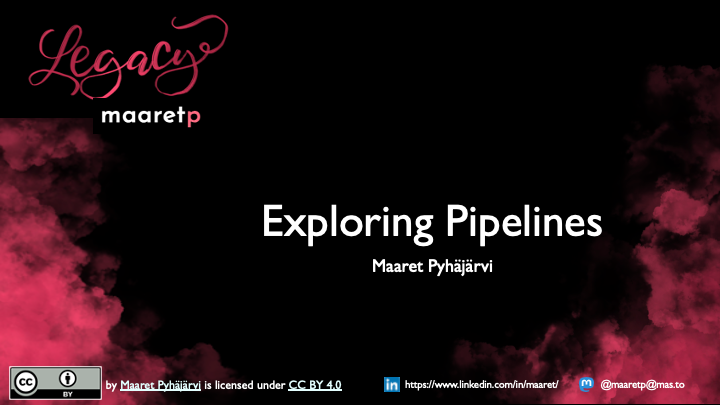 Legacy
maaretp
Exploring Pipelines
Maaret Pyhäjärvi
cc BY by Maaret Pyhäjärvi is licensed under CC BY 4.0 https://www.linkedin.com/in/maaret/ @maaretp@mas.to